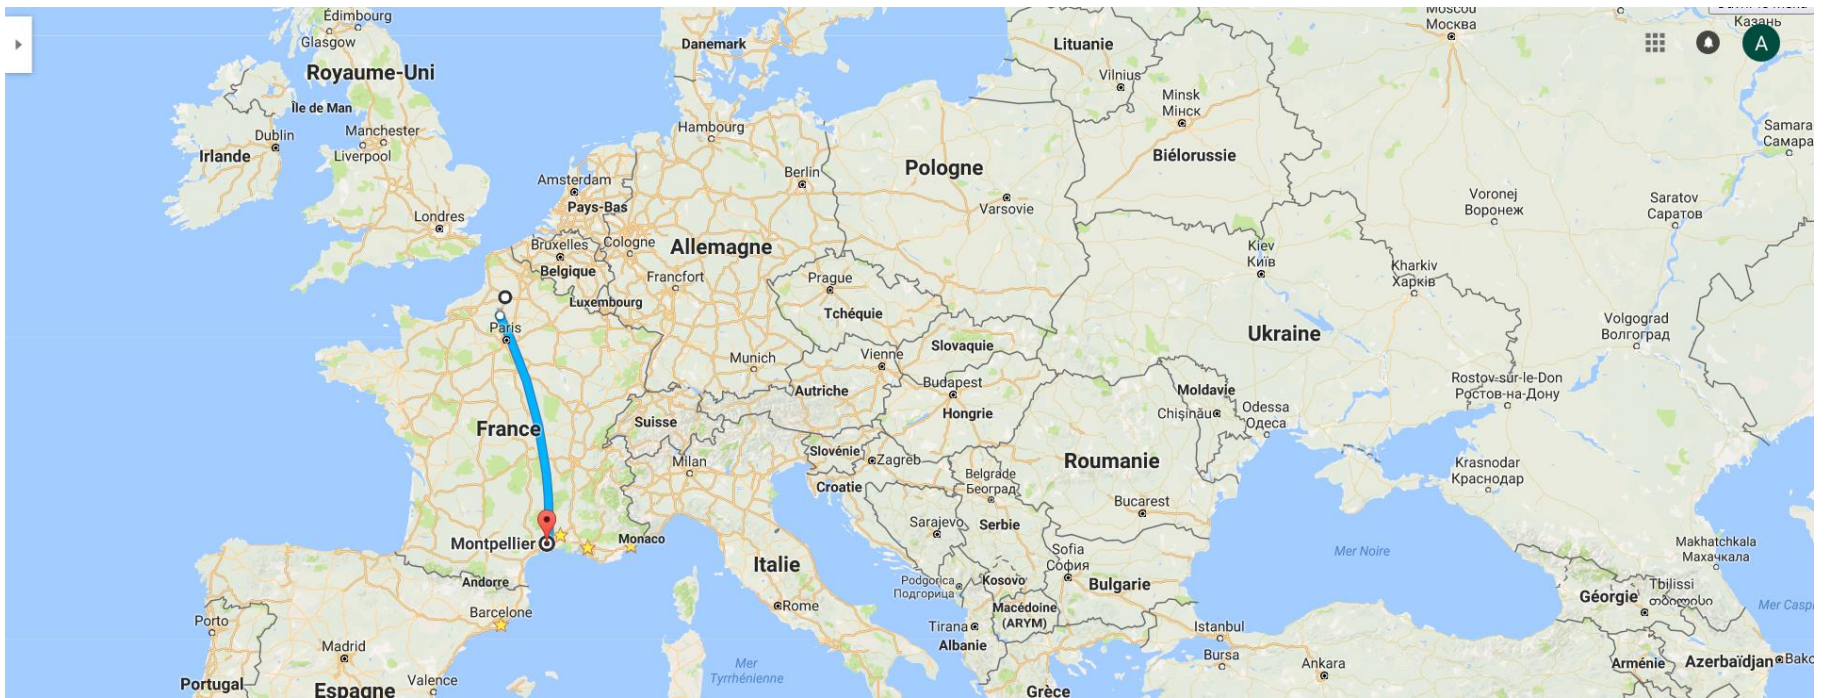 Édimbourg
Glasgow
Royaume-Uni
Île de Man
Dublin
Manchester
Irlande
Liverpool
Londres
Danemark
Hambourg
Lituanie
Vilnius
Minsk
Мінск
Moscou
Москва
Казань
A
Samara
Самара
Biélorussie
Pologne
Berlin
Varsovie
Amsterdam
Pays-Bas
Bruxelles
Cologne
Allemagne
Belgique
Francfort
Luxembourg
Prague
Tchéquie
Voronej
Воронеж
Saratov
Саратов
Kiev
Київ
Kharkiv
Харків
Volgograd
Волгоград
Ukraine
Paris
Slovaquie
Munich
Vienne
Autriche
Budapest
Hongrie
Moldavie
Chișinău
Odessa
Одеса
Rostov-sur-le-Don
Ростов-на-Дону
France
Suisse
Slovénie
Zagreb
Milan
Croatie
Belgrade
Београд
Roumanie
Bucarest
Krasnodar
Краснодар
Sarajevo
Serbie
Montpellier
Monaco
Italie
Sofia
София
Bulgarie
Mer Noire
Makhatchkala
Махачкала
Andorre
Podgorica
Подгорица
Kosovo
Macédoine
(ARYM)
Géorgie
Tbilissi
თბილისი
Mer Casp
Barcelone
Porto
Rome
Tirana
Albanie
Istanbul
Madrid
Bursa
Ankara
Arménie
Azerbaïdjan
Bako
Mer
Tyrrhénienne
Portugal
Espagne
Valence
Grèce